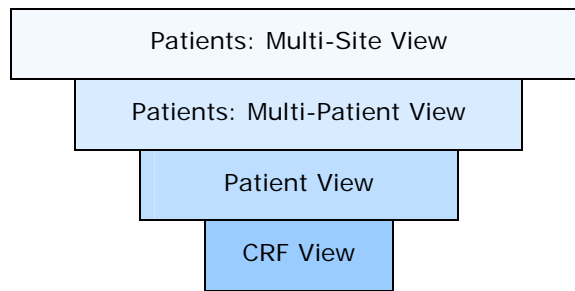 Patients: Multi-Site View
Patients: Multi-Patient View
Patient View
CRF View